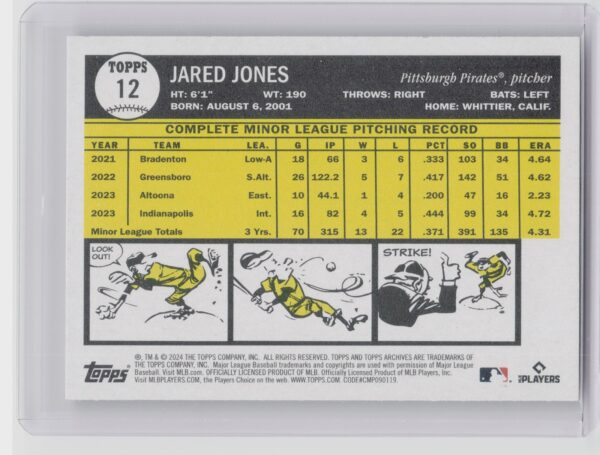 TOPPS
12
JARED JONES
Pittsburgh Pirates®, pitcher
HT: 6'1" WT: 190 THROWS: RIGHT BATS: LEFT
BORN: AUGUST 6, 2001 HOME: WHITTIER, CALIF.
COMPLETE MINOR LEAGUE PITCHING RECORD
YEAR TEAM LEA. G IP W L PCT SO BB ERA
2021 Bradenton Low-A 18 66 3 6 .333 103 34 4.64
2022 Greensboro S.Atl. 26 122.2 5 7 .417 142 51 4.62
2023 Altoona East. 10 44.1 1 4 .200 47 16 2.23
2023 Indianapolis Int. 16 82 4 5 .444 99 34 4.72
Minor League Totals 3 Yrs. 70 315 13 22 .371 391 135 4.31
LOOK OUT!
STRIKE!
Topps
®, TM & © 2024 THE TOPPS COMPANY, INC. ALL RIGHTS RESERVED. TOPPS AND TOPPS ARCHIVES ARE TRADEMARKS OF
THE TOPPS COMPANY, INC. Major League Baseball trademarks and copyrights are used with permission of Major League
Baseball. Visit MLB.com. OFFICIALLY LICENSED PRODUCT OF MLB. Officially Licensed Product of MLB Players, Inc.
Visit MLBPLAYERS.com, the Players Choice on the web. WWW.TOPPS.COM. CODE#CMP090119.
MLB PLAYERS